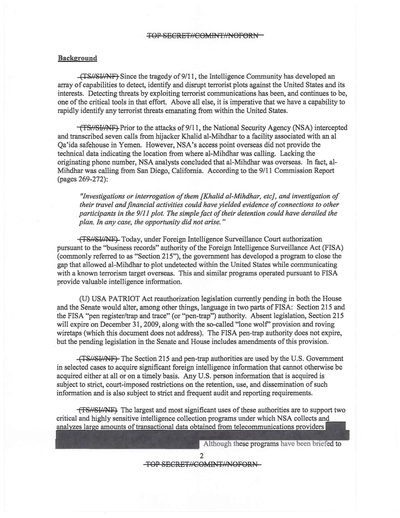 TOP SECRET//COMINT//NOFORN
Background
(TS//SI//NF) Since the tragedy of 9/11, the Intelligence Community has developed an
array of capabilities to detect, identify and disrupt terrorist plots against the United States and its
interests. Detecting threats by exploiting terrorist communications has been, and continues to be,
one of the critical tools in that effort. Above all else, it is imperative that we have a capability to
rapidly identify any terrorist threats emanating from within the United States.
(TS//SI//NF) Prior to the attacks of 9/11, the National Security Agency (NSA) intercepted
and transcribed seven calls from hijacker Khalid al-Mihdhar to a facility associated with an al
Qa'ida safehouse in Yemen. However, NSA's access point overseas did not provide the
technical data indicating the location from where al-Mihdhar was calling. Lacking the
originating phone number, NSA analysts concluded that al-Mihdhar was overseas. In fact, al-
Mihdhar was calling from San Diego, California. According to the 9/11 Commission Report
(pages 269-272):
"Investigations or interrogation of them [Khalid al-Mihdhar, etc], and investigation of
their travel and financial activities could have yielded evidence of connections to other
participants in the 9/11 plot. The simple fact of their detention could have derailed the
plan. In any case, the opportunity did not arise."
(TS//SI//NF) Today, under Foreign Intelligence Surveillance Court authorization
pursuant to the "business records" authority of the Foreign Intelligence Surveillance Act (FISA)
(commonly referred to as "Section 215"), the government has developed a program to close the
gap that allowed al-Mihdhar to plot undetected within the United States while communicating
with a known terrorist target overseas. This and similar programs operated pursuant to FISA
provide valuable intelligence information.
(U) USA PATRIOT Act reauthorization legislation currently pending in both the House
and the Senate would alter, among other things, language in two parts of FISA: Section 215 and
the FISA "pen register/trap and trace" (or "pen-trap") authority. Absent legislation, Section 215
will expire on December 31, 2009, along with the so-called "lone wolf" provision and roving
wiretaps (which this document does not address). The FISA pen-trap authority does not expire,
but the pending legislation in the Senate and House includes amendments of this provision.
(TS//SI//NF) The Section 215 and pen-trap authorities are used by the U.S. Government
in selected cases to acquire significant foreign intelligence information that cannot otherwise be
acquired either at all or on a timely basis. Any U.S. person information that is acquired is
subject to strict, court-imposed restrictions on the retention, use, and dissemination of such
information and is also subject to strict and frequent audit and reporting requirements.
(TS//SI//NF) The largest and most significant uses of these authorities are to support two
critical and highly sensitive intelligence collection programs under which NSA collects and
analyzes large amounts of transactional data obtained from telecommunications providers
Although these programs have been briefed to
2
TOP SECRET//COMINT//NOFORN